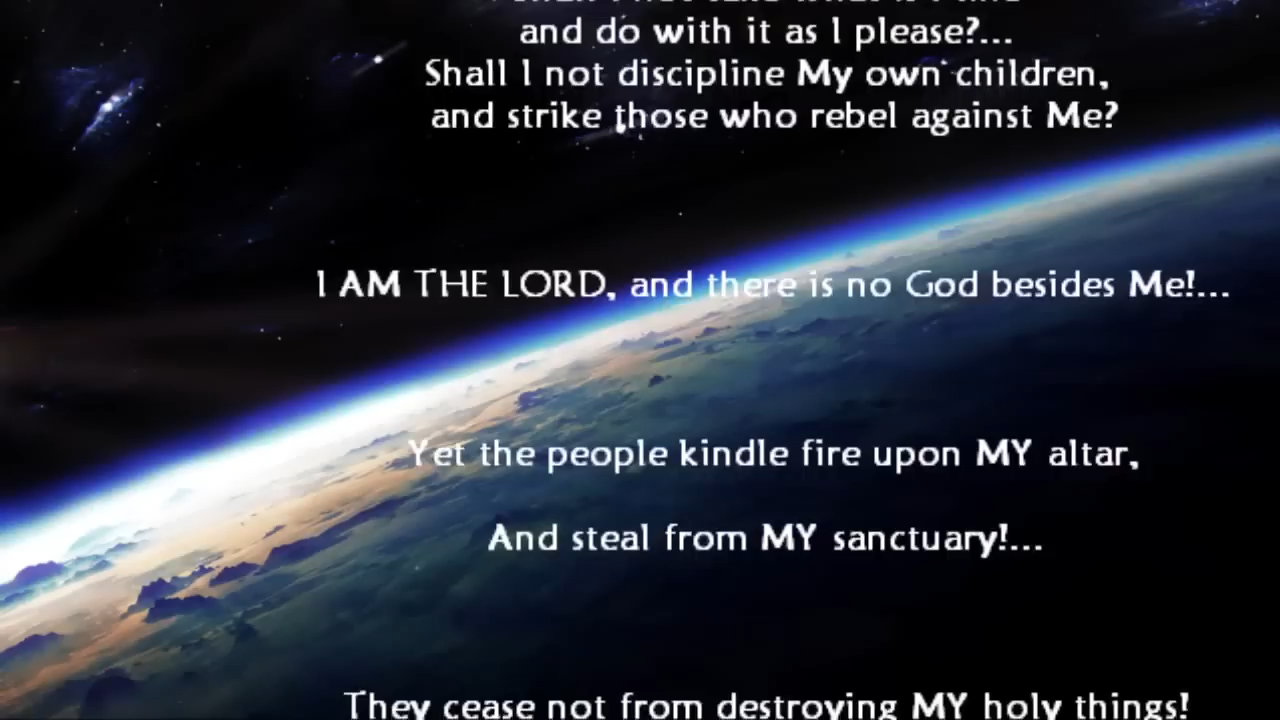 and do with it as I please?...
Shall I not discipline My own children,
and strike those who rebel against Me?
I AM THE LORD, and there is no God besides Me!...
Yet the people kindle fire upon MY altar,
And steal from MY sanctuary!...
They cease not from destroying MY holy things!